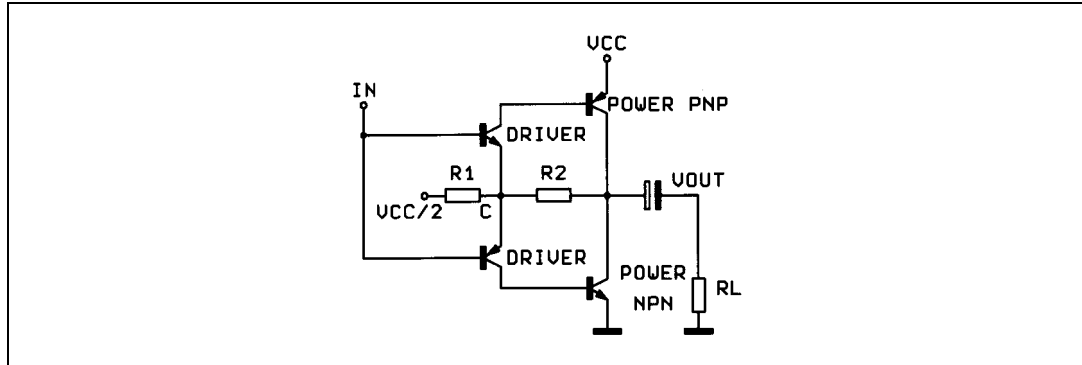 VCC
IN
POWER PNP
DRIVER
R1
R2
VOUT
VCC/2
C
DRIVER
POWER
NPN
RL